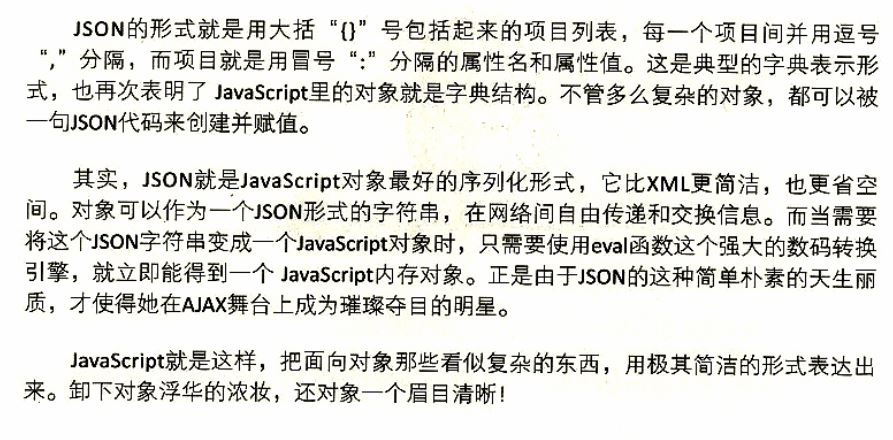 JSON的形式就是用大括“{}”号包括起来的项目列表，每一个项目间并用逗号
“,”分隔，而项目就是用冒号“:”分隔的属性名和属性值。这是典型的字典表示形
式，也再次表明了 JavaScript里的对象就是字典结构。不管多么复杂的对象，都可以被
一句JSON代码来创建并赋值。
其实，JSON就是JavaScript对象最好的序列化形式，它比XML更简洁，也更省空
间。对象可以作为一个JSON形式的字符串，在网络间自由传递和交换信息。而当需要
将这个JSON字符串变成一个JavaScript对象时，只需要使用eval函数这个强大的数码转换
引擎，就立即能得到一个 JavaScript内存对象。正是由于JSON的这种简单朴素的天生丽
质，才使得她在AJAX舞台上成为璀璨夺目的明星。
JavaScript就是这样，把面向对象那些看似复杂的东西，用极其简洁的形式表达出
来。卸下对象浮华的浓妆，还对象一个眉目清晰！